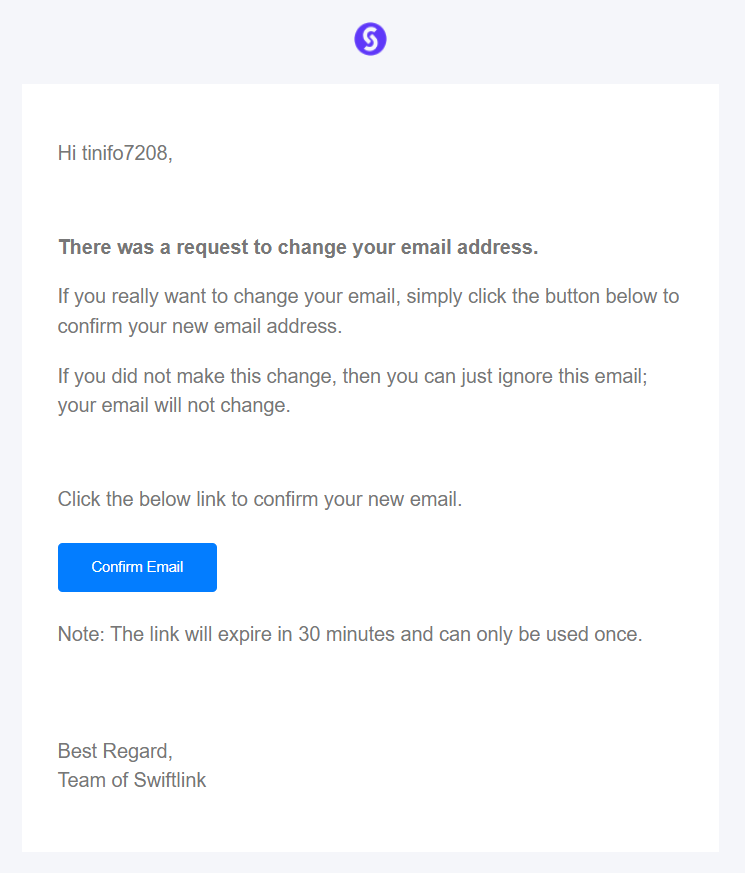 Hi tinifo7208,
There was a request to change your email address.
If you really want to change your email, simply click the button below to
confirm your new email address.
If you did not make this change, then you can just ignore this email;
your email will not change.
Click the below link to confirm your new email.
Confirm Email
Note: The link will expire in 30 minutes and can only be used once.
Best Regard,
Team of Swiftlink